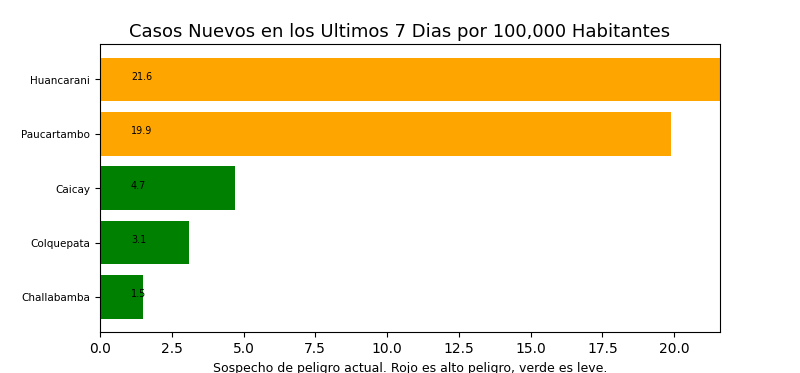 Casos Nuevos en los Ultimos 7 Dias por 100,000 Habitantes
Huancarani 21.6
Paucartambo 19.9
Caicay 4.7
Colquepata 3.1
Challabamba 1.5
0.0 2.5 5.0 7.5 10.0 12.5 15.0 17.5 20.0
Sospecho de peligro actual. Rojo es alto peligro, verde es leve.